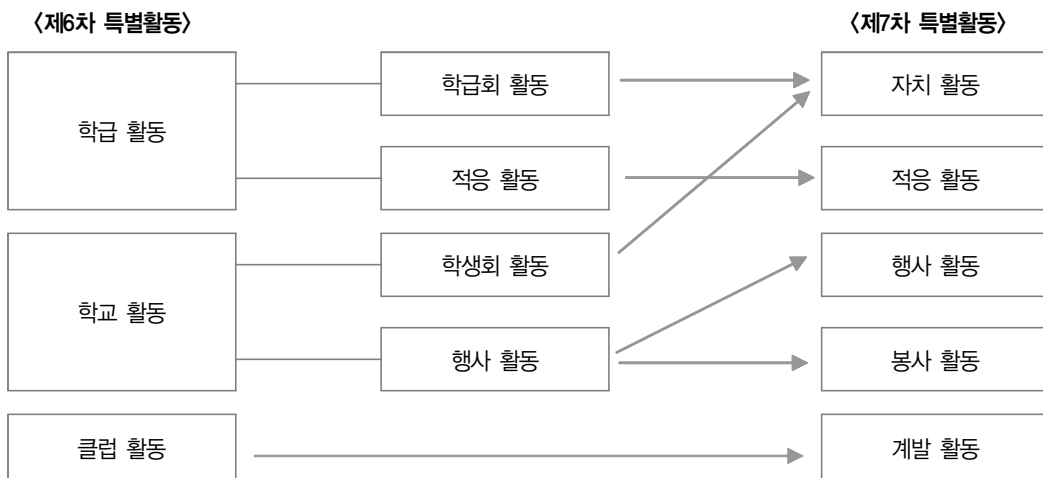 〈제6차 특별활동〉
〈제7차 특별활동〉
학급 활동
학급회 활동
자치 활동
적응 활동
적응 활동
학교 활동
학생회 활동
행사 활동
행사 활동
봉사 활동
클럽 활동
계발 활동